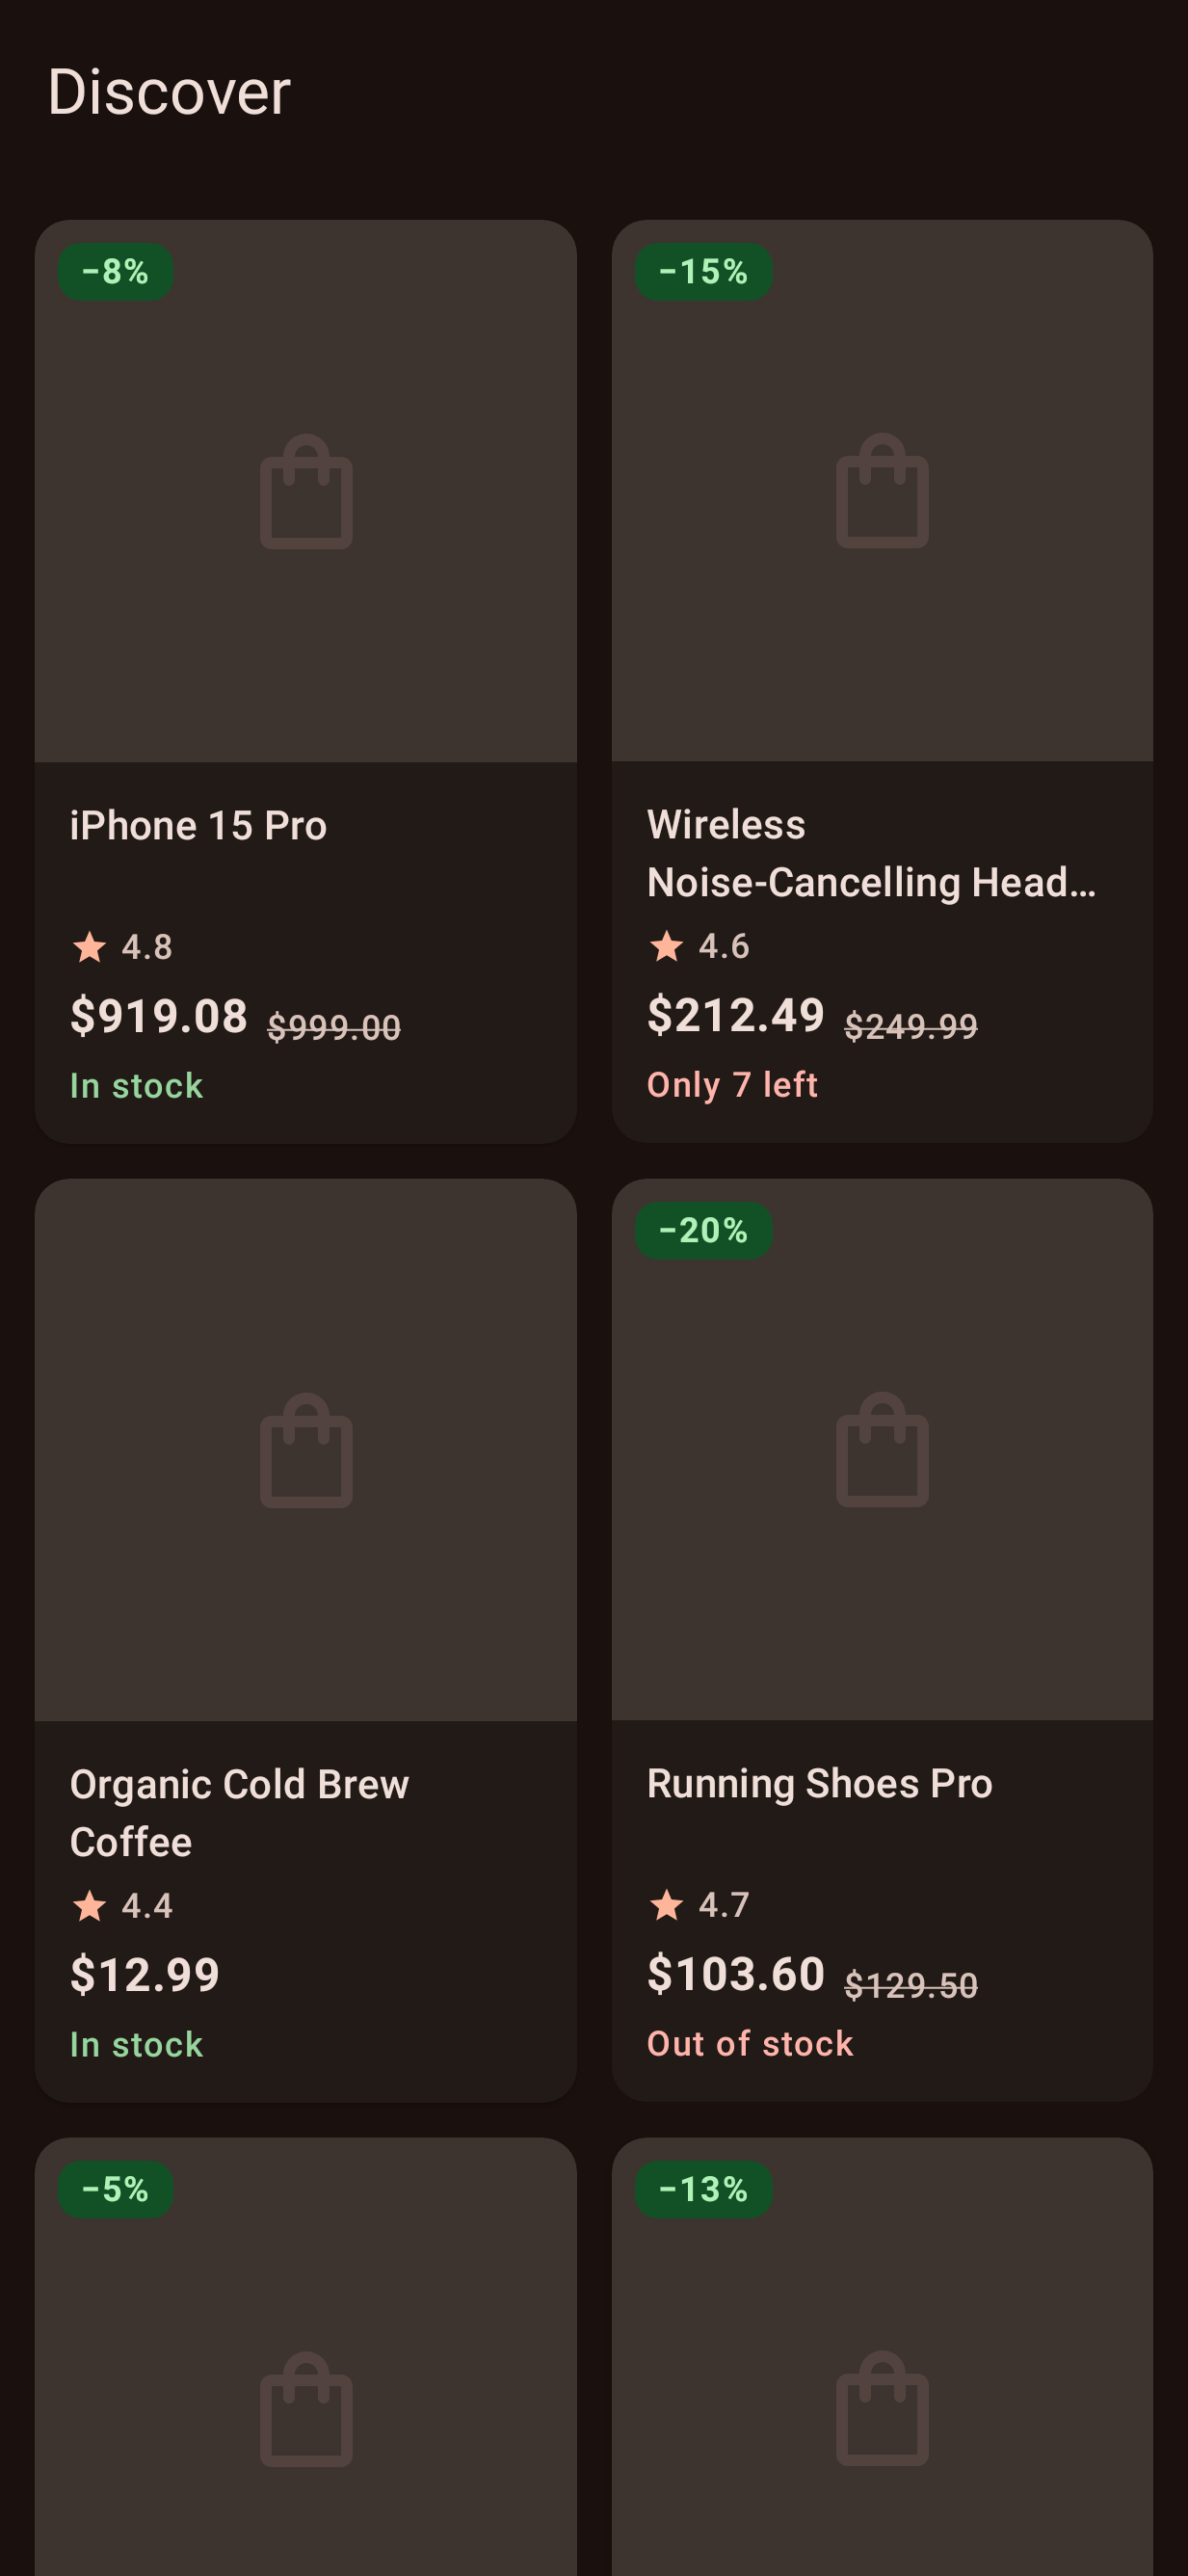 Discover
−8%
iPhone 15 Pro
4.8
$919.08 $999.00
In stock
−15%
Wireless
Noise-Cancelling Head…
4.6
$212.49 $249.99
Only 7 left
Organic Cold Brew
Coffee
4.4
$12.99
In stock
−20%
Running Shoes Pro
4.7
$103.60 $129.50
Out of stock
−5%
−13%